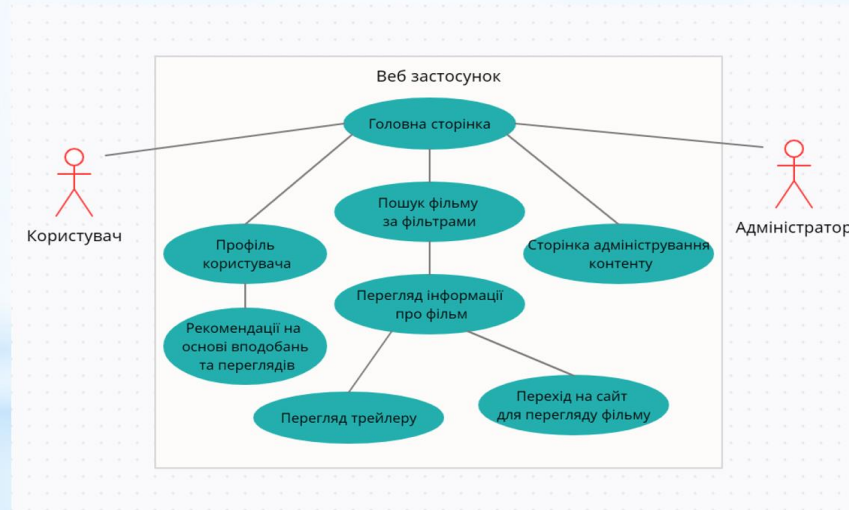 Веб застосунок
Головна сторінка
Користувач
Адміністратор
Пошук фільму
за фільтрами
Профіль
користувача
Сторінка адміністрування
контенту
Перегляд інформації
про фільм
Рекомендації на
основі вподобань
та переглядів
Перегляд трейлеру
Перехід на сайт
для перегляду фільму